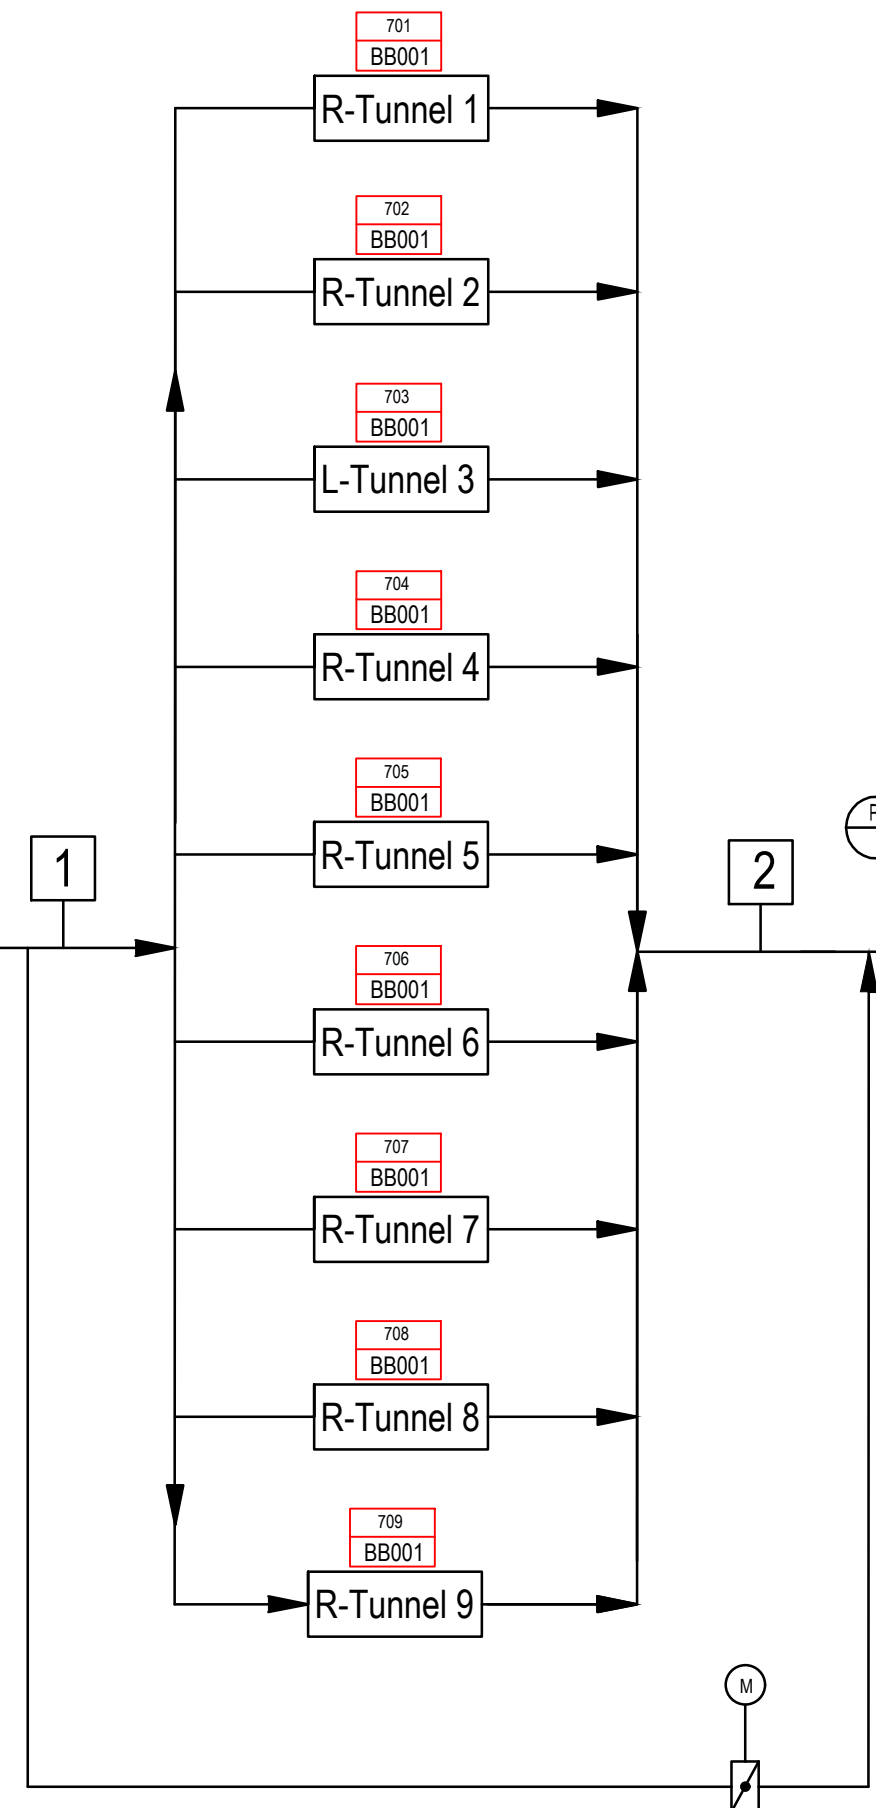 701
BB001
R-Tunnel 1
702
BB001
R-Tunnel 2
703
BB001
L-Tunnel 3
704
BB001
R-Tunnel 4
705
BB001
R-Tunnel 5
1
2
P
706
BB001
R-Tunnel 6
707
BB001
R-Tunnel 7
708
BB001
R-Tunnel 8
709
BB001
R-Tunnel 9
M